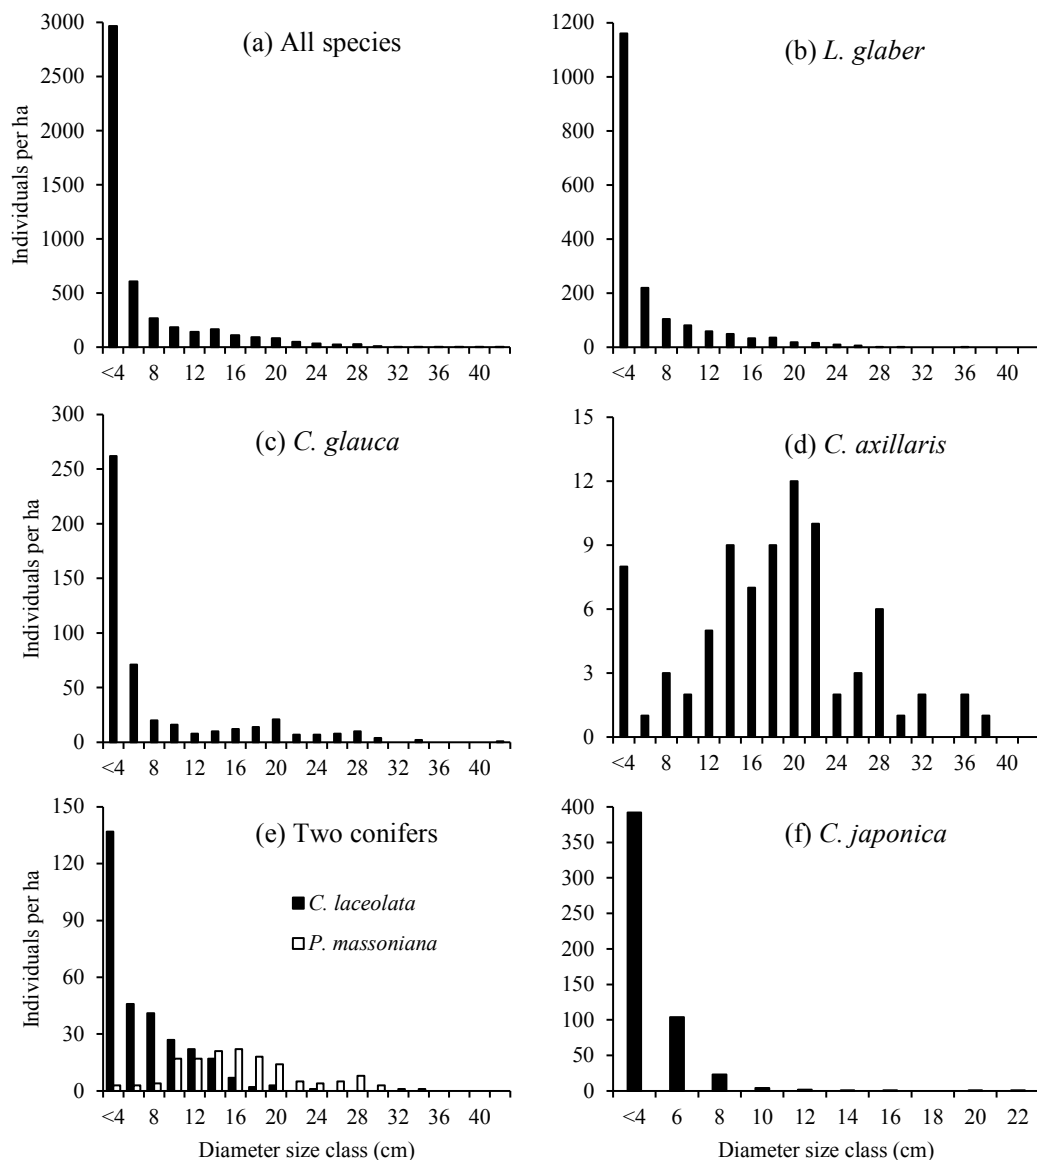 (a) All species
Individuals per ha
3000
2500
2000
1500
1000
500
0
<4 8 12 16 20 24 28 32 36 40
(b) L. glaber
1200
1000
800
600
400
200
0
<4 8 12 16 20 24 28 32 36 40
(c) C. glauca
Individuals per ha
300
250
200
150
100
50
0
<4 8 12 16 20 24 28 32 36 40
(d) C. axillaris
15
12
9
6
3
0
<4 8 12 16 20 24 28 32 36 40
(e) Two conifers
C. laceolata
P. massoniana
Individuals per ha
150
120
90
60
30
0
<4 8 12 16 20 24 28 32 36 40
Diameter size class (cm)
(f) C. japonica
400
350
300
250
200
150
100
50
0
<4 6 8 10 12 14 16 20 22
Diameter size class (cm)